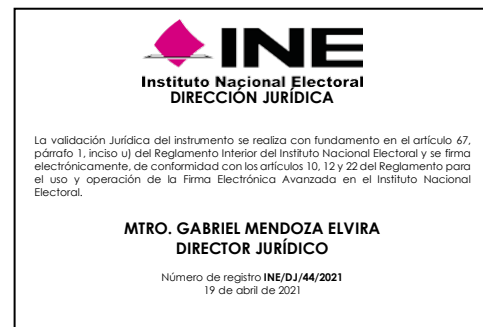 INE
Instituto Nacional Electoral
DIRECCIÓN JURÍDICA
La validación Jurídica del instrumento se realiza con fundamento en el artículo 67,
párrafo 1, inciso u) del Reglamento Interior del Instituto Nacional Electoral y se firma
electrónicamente, de conformidad con los artículos 10, 12 y 22 del Reglamento para
el uso y operación de la Firma Electrónica Avanzada en el Instituto Nacional
Electoral.
MTRO. GABRIEL MENDOZA ELVIRA
DIRECTOR JURÍDICO
Número de registro INE/DJ/44/2021
19 de abril de 2021